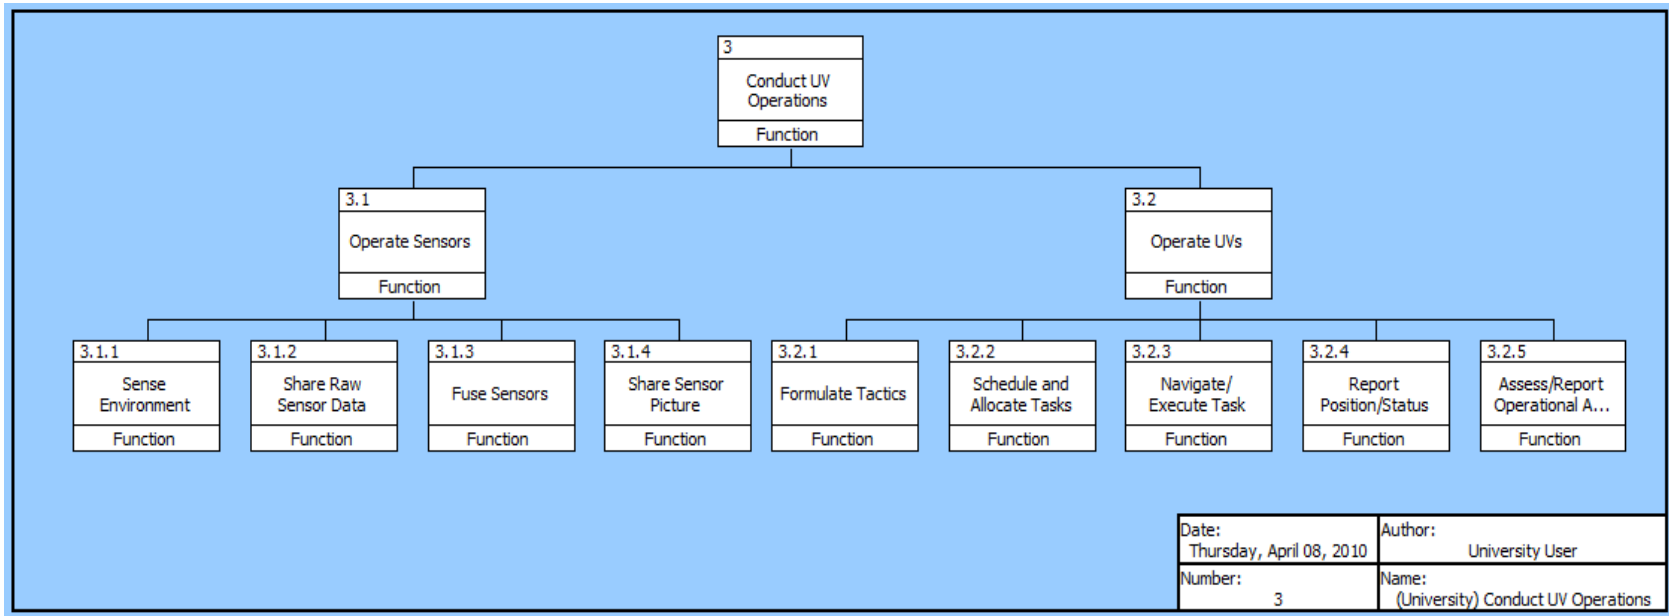 3
Conduct UV
Operations
Function
3.1
Operate Sensors
Function
3.2
Operate UVs
Function
3.1.1
Sense
Environment
Function
3.1.2
Share Raw
Sensor Data
Function
3.1.3
Fuse Sensors
Function
3.1.4
Share Sensor
Picture
Function
3.2.1
Formulate Tactics
Function
3.2.2
Schedule and
Allocate Tasks
Function
3.2.3
Navigate/
Execute Task
Function
3.2.4
Report
Position/Status
Function
3.2.5
Assess/Report
Operational A...
Function
Date:
Thursday, April 08, 2010
Author:
University User
Number:
3
Name:
(University) Conduct UV Operations